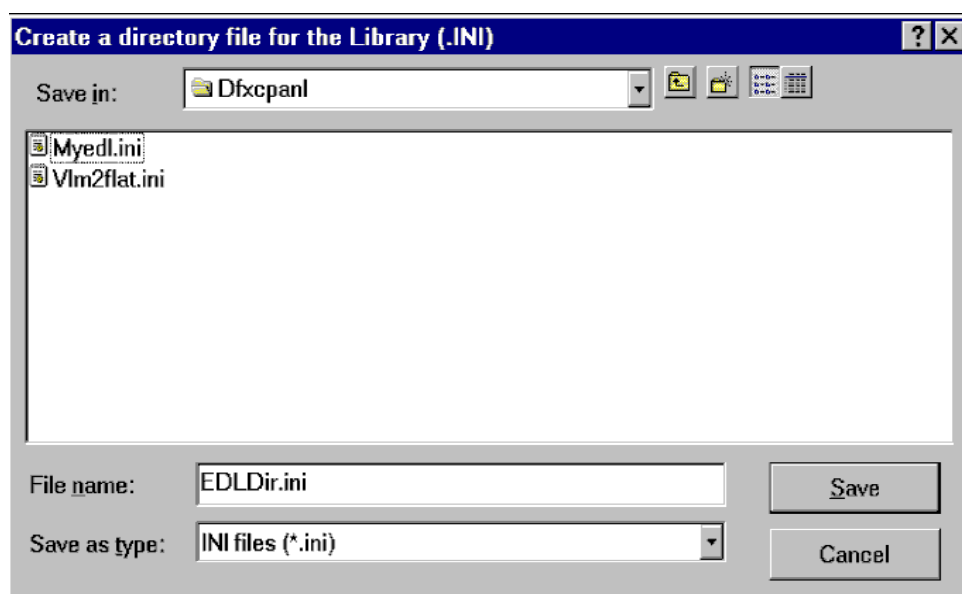 Create a directory file for the Library (.INI)
Save in: Dfxcpanl
Myedl.ini
Vlm2flat.ini
File name: EDLDir.ini Save
Save as type: INI files (*.ini) Cancel